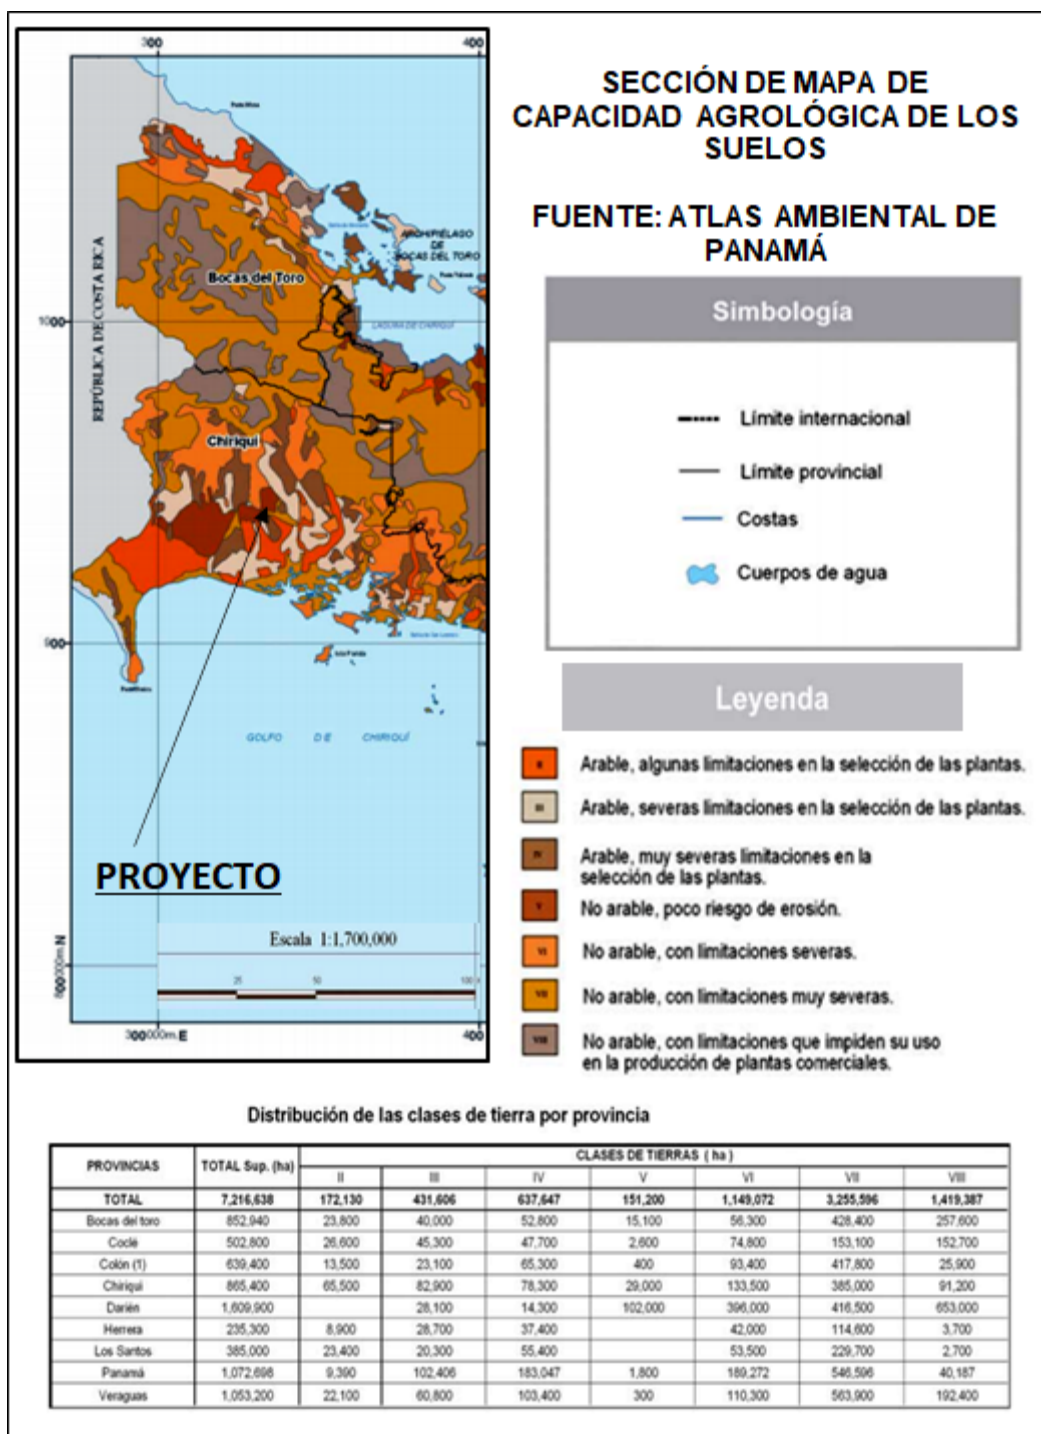 SECCIÓN DE MAPA DE
CAPACIDAD AGROLÓGICA DE LOS
SUELOS
FUENTE: ATLAS AMBIENTAL DE
PANAMÁ
300 400
REPÚBLICA DE COSTA RICA
ARCHIPIÉLAGO
DE
BOCAS DEL TORO
Bocas del Toro
1000
LAGUNA DE CHIRIQUÍ
Chiriquí
900
Isla Parida
GOLFO DE CHIRIQUÍ
PROYECTO
Escala 1:1,700,000
25 50 100
800000m.N
300000m.E 400
Simbología
Límite internacional
Límite provincial
Costas
Cuerpos de agua
Leyenda
II Arable, algunas limitaciones en la selección de las plantas.
III Arable, severas limitaciones en la selección de las plantas.
IV Arable, muy severas limitaciones en la
selección de las plantas.
V No arable, poco riesgo de erosión.
VI No arable, con limitaciones severas.
VII No arable, con limitaciones muy severas.
VIII No arable, con limitaciones que impiden su uso
en la producción de plantas comerciales.
Distribución de las clases de tierra por provincia
PROVINCIAS TOTAL Sup. (ha) CLASES DE TIERRAS ( ha )
II III IV V VI VII VIII
TOTAL 7,216,638 172,130 431,606 637,647 151,200 1,149,072 3,255,596 1,419,387
Bocas del toro 852,940 23,800 40,000 52,800 15,100 56,300 428,400 257,600
Coclé 502,800 26,600 45,300 47,700 2,600 74,800 153,100 152,700
Colón (1) 639,400 13,500 23,100 65,300 400 93,400 417,800 25,900
Chiriquí 865,400 65,500 82,900 78,300 29,000 133,500 385,000 91,200
Darién 1,609,900 28,100 14,300 102,000 396,000 416,500 653,000
Herrera 235,300 8,900 28,700 37,400 42,000 114,600 3,700
Los Santos 385,000 23,400 20,300 55,400 53,500 229,700 2,700
Panamá 1,072,698 9,390 102,406 183,047 1,800 189,272 546,596 40,187
Veraguas 1,053,200 22,100 60,800 103,400 300 110,300 563,900 192,400